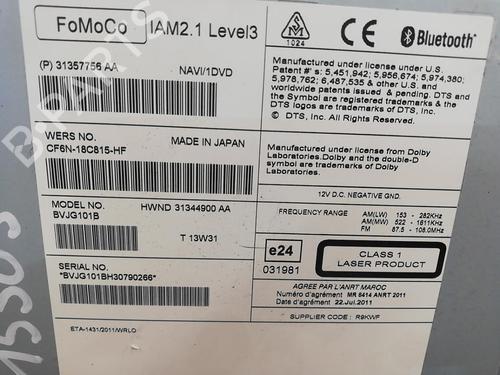 FoMoCo IAM2.1 Level3
(P) 31357756 AA NAVI/1DVD
WERS NO. MADE IN JAPAN
CF6N-18C815-HF
MODEL NO. HWND 31344900 AA
BVJG101B
T 13W31
SERIAL NO.
*BVJG101BH30790266*
ETA-1431/2011/WRLO
1024
Bluetooth
Manufactured under license under U.S.
Patent #'s: 5,451,942; 5,956,674; 5,974,380;
5,978,762; 6,487,535 & other U.S. and
worldwide patents issued & pending. DTS and
the Symbol are registered trademarks & the
DTS logos are trademarks of DTS, Inc.
© DTS, Inc. All Rights Reserved.
Manufactured under license from Dolby
Laboratories. Dolby and the double-D
symbol are trademarks of Dolby Laboratories.
12V D.C. NEGATIVE GND.
FREQUENCY RANGE AM(LW) 153 - 282KHz
AM(MW) 522 - 1611KHz
FM 87.5 - 108.0MHz
e24
031981
CLASS 1
LASER PRODUCT
AGREE PAR L'ANRT MAROC
Numéro d'agrément MR 6414 ANRT 2011
Date d'agrément 22.Jul.2011
SUPPLIER CODE : R9KWF
B-PARTS